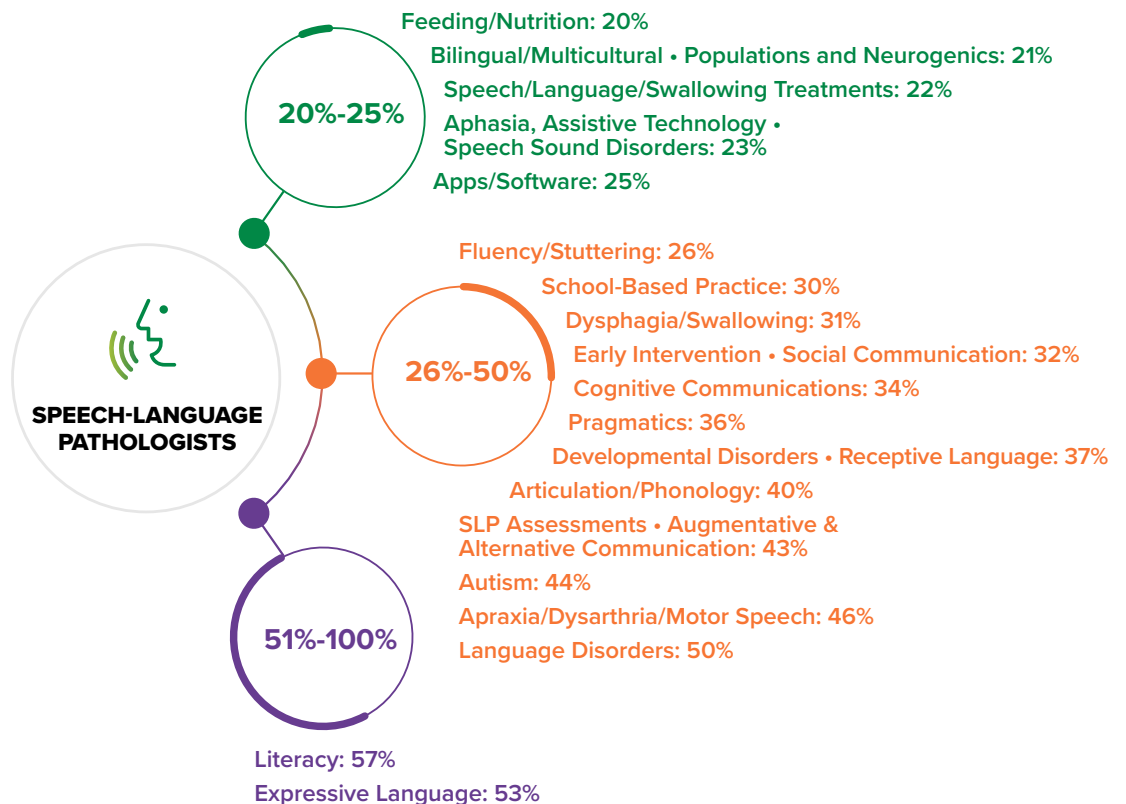 Feeding/Nutrition: 20%
Bilingual/Multicultural • Populations and Neurogenics: 21%
Speech/Language/Swallowing Treatments: 22%
Aphasia, Assistive Technology •
Speech Sound Disorders: 23%
Apps/Software: 25%
20%-25%
Fluency/Stuttering: 26%
School-Based Practice: 30%
Dysphagia/Swallowing: 31%
Early Intervention • Social Communication: 32%
Cognitive Communications: 34%
Pragmatics: 36%
Developmental Disorders • Receptive Language: 37%
Articulation/Phonology: 40%
SLP Assessments • Augmentative &
Alternative Communication: 43%
Autism: 44%
Apraxia/Dysarthria/Motor Speech: 46%
Language Disorders: 50%
26%-50%
SPEECH-LANGUAGE
PATHOLOGISTS
51%-100%
Literacy: 57%
Expressive Language: 53%